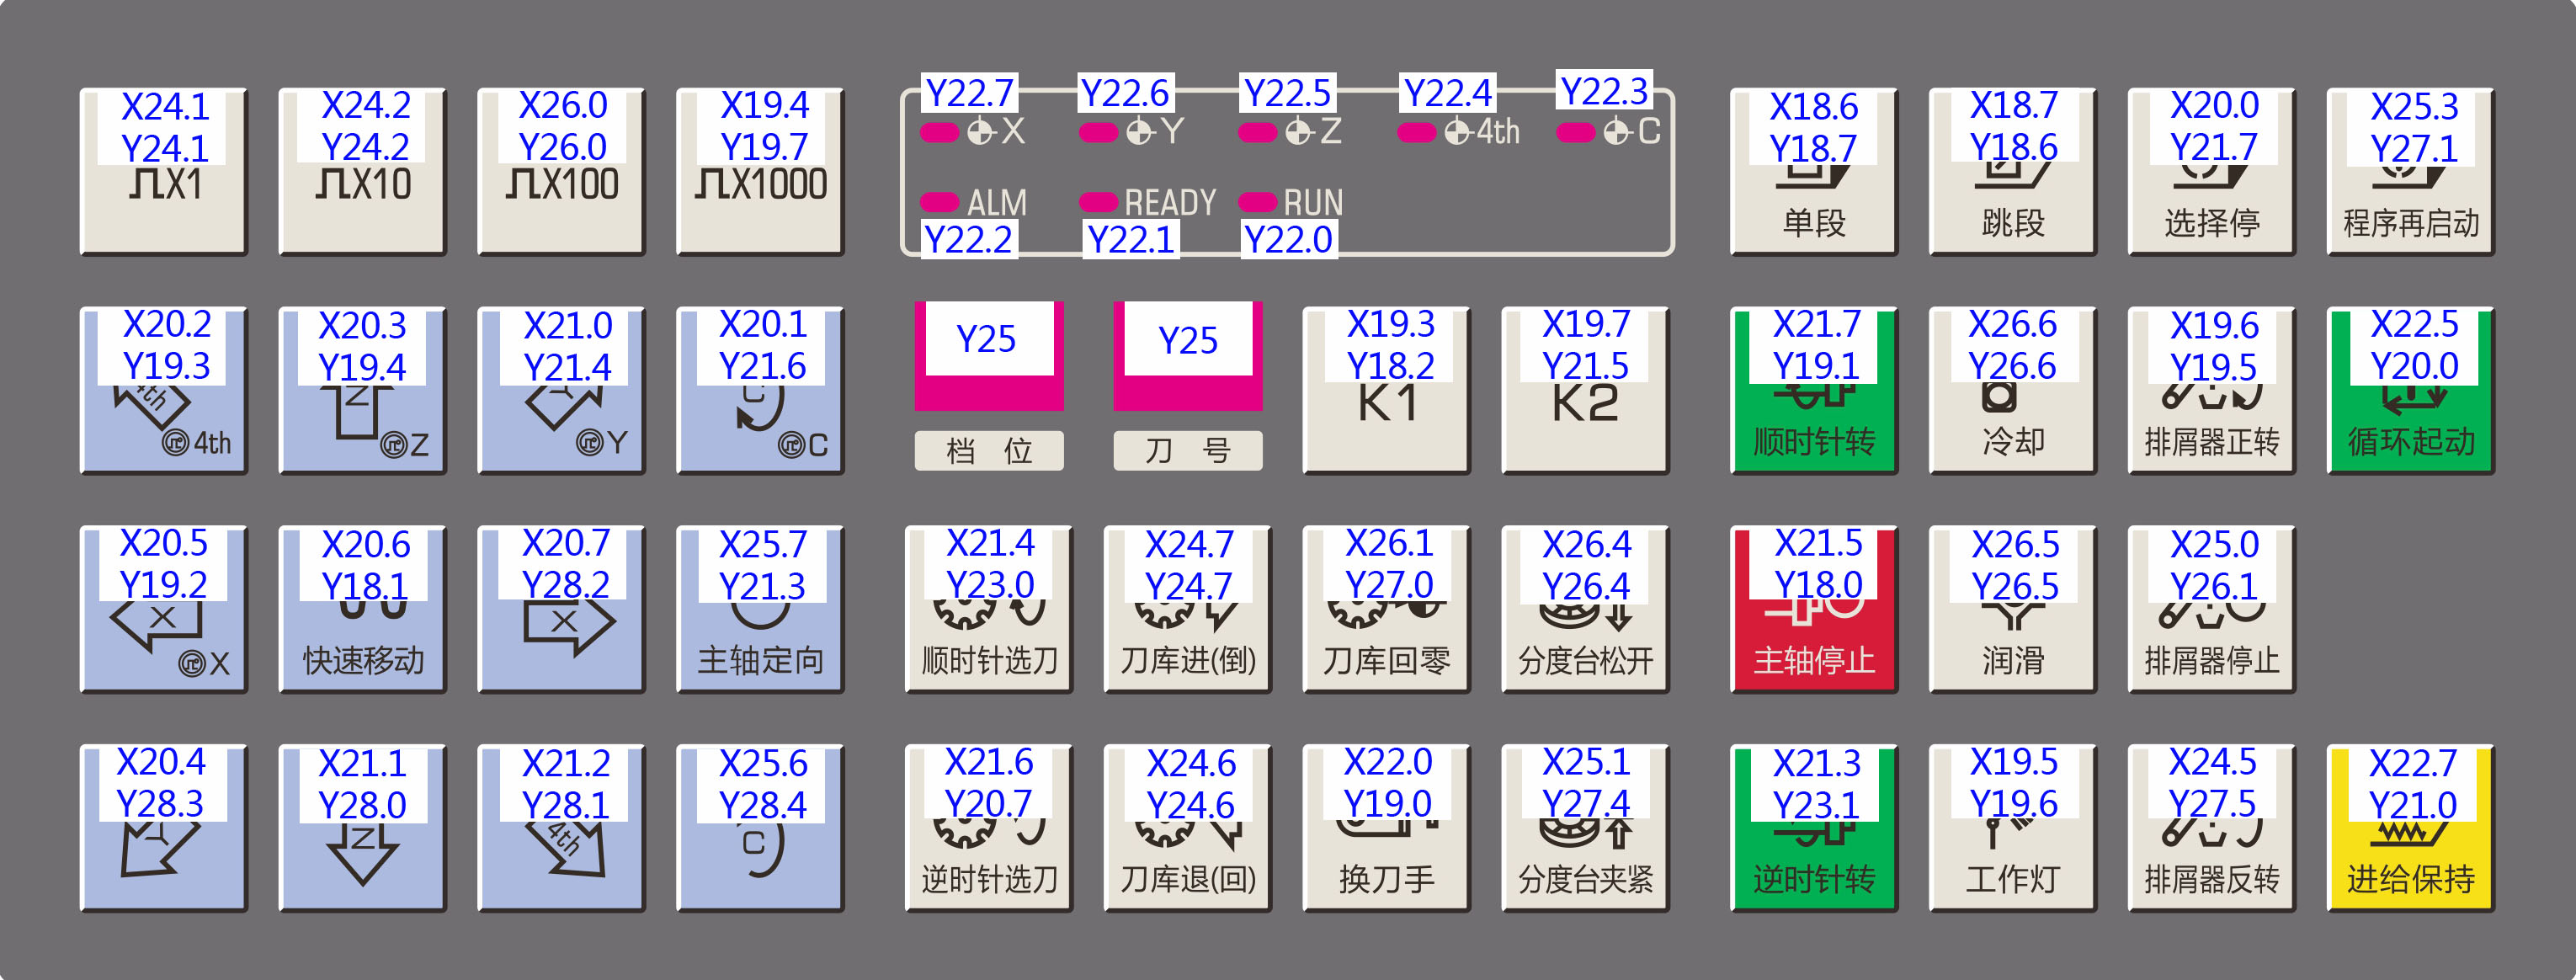 X24.1
Y24.1
X1
X24.2
Y24.2
X10
X26.0
Y26.0
X100
X19.4
Y19.7
X1000
Y22.7
X
Y22.6
Y
Y22.5
Z
Y22.4
4th
Y22.3
C
ALM
Y22.2
READY
Y22.1
RUN
Y22.0
X18.6
Y18.7
单段
X18.7
Y18.6
跳段
X20.0
Y21.7
选择停
X25.3
Y27.1
程序再启动
X20.2
Y19.3
4th
4th
X20.3
Y19.4
Z
Z
X21.0
Y21.4
Y
Y
X20.1
Y21.6
C
C
Y25
档 位
Y25
刀 号
X19.3
Y18.2
K1
X19.7
Y21.5
K2
X21.7
Y19.1
顺时针转
X26.6
Y26.6
冷却
X19.6
Y19.5
排屑器正转
X22.5
Y20.0
循环起动
X20.5
Y19.2
X
X
X20.6
Y18.1
快速移动
X20.7
Y28.2
X
X25.7
Y21.3
主轴定向
X21.4
Y23.0
顺时针选刀
X24.7
Y24.7
刀库进(倒)
X26.1
Y27.0
刀库回零
X26.4
Y26.4
分度台松开
X21.5
Y18.0
主轴停止
X26.5
Y26.5
润滑
X25.0
Y26.1
排屑器停止
X20.4
Y28.3
Y
X21.1
Y28.0
Z
X21.2
Y28.1
4th
X25.6
Y28.4
C
X21.6
Y20.7
逆时针选刀
X24.6
Y24.6
刀库退(回)
X22.0
Y19.0
换刀手
X25.1
Y27.4
分度台夹紧
X21.3
Y23.1
逆时针转
X19.5
Y19.6
工作灯
X24.5
Y27.5
排屑器反转
X22.7
Y21.0
进给保持